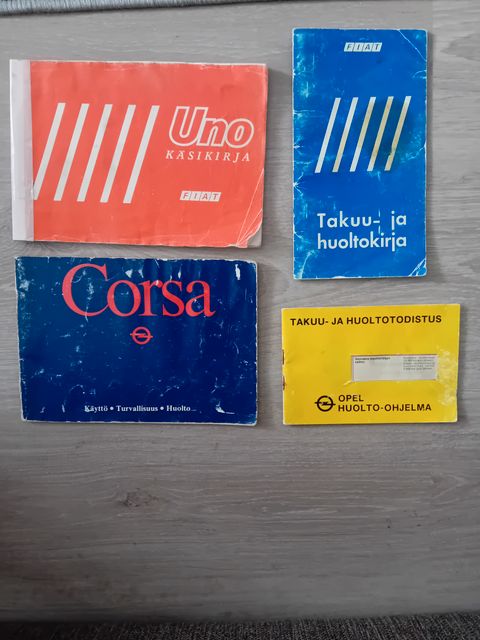 Uno
KÄSIKIRJA
FIAT
FIAT
Takuu- ja
huoltokirja
Corsa
Käyttö • Turvallisuus • Huolto...
TAKUU- JA HUOLTOTODISTUS
OPEL
HUOLTO-OHJELMA